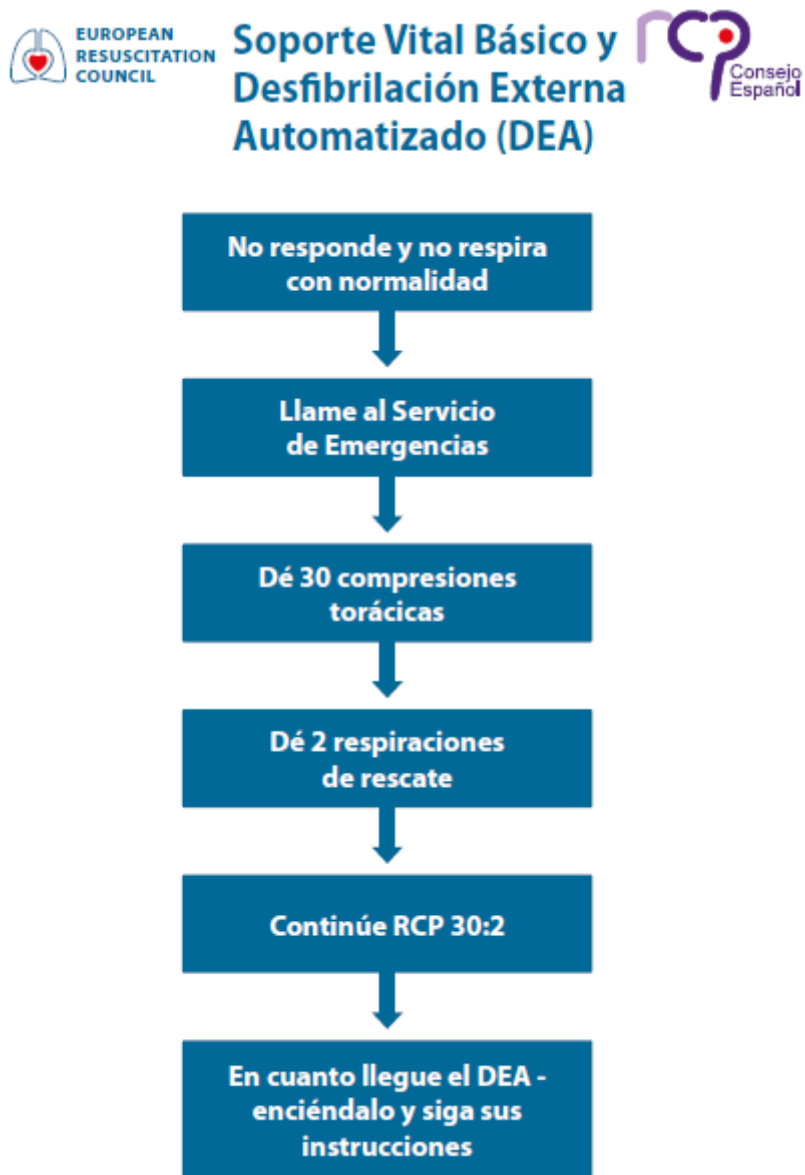 EUROPEAN
RESUSCITATION
COUNCIL
Soporte Vital Básico y
Desfibrilación Externa
Automatizado (DEA)
rcp
Consejo
Español
No responde y no respira
con normalidad
Llame al Servicio
de Emergencias
Dé 30 compresiones
torácicas
Dé 2 respiraciones
de rescate
Continúe RCP 30:2
En cuanto llegue el DEA -
enciéndalo y siga sus
instrucciones